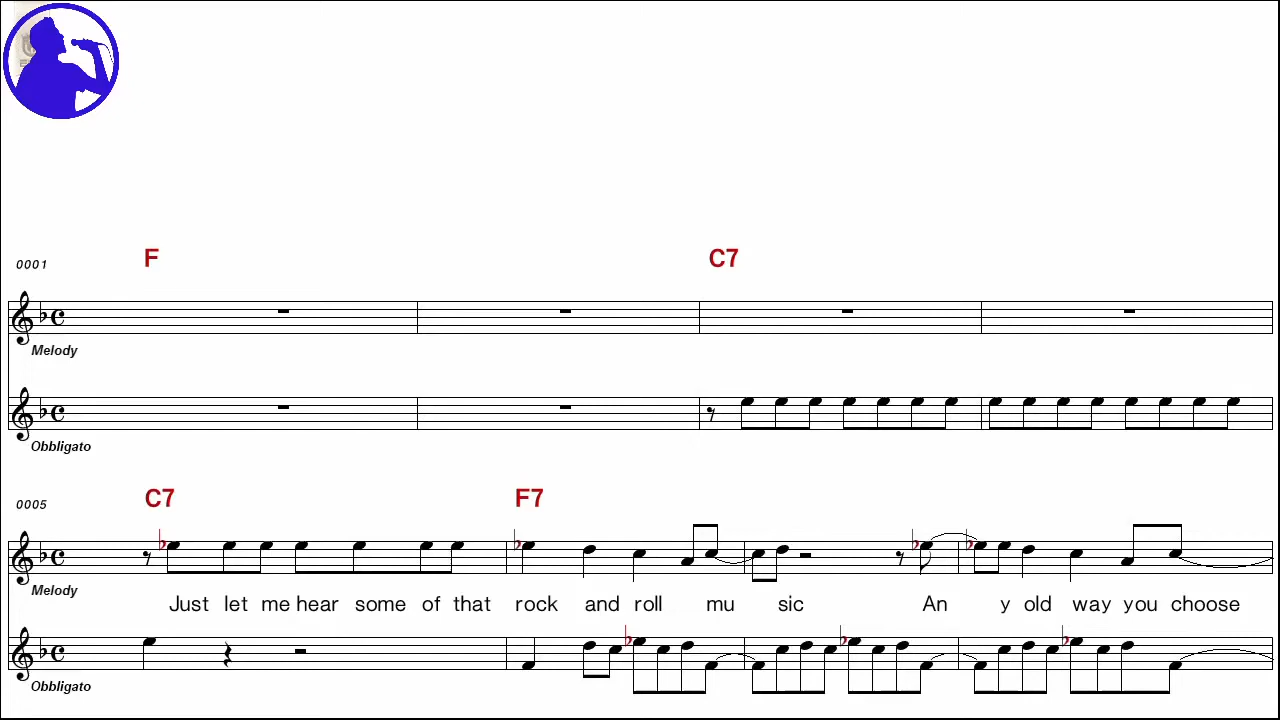 0001 F C7
Melody
Obbligato
0005 C7 F7
Melody
Just let me hear some of that rock and roll mu sic An y old way you choose
Obbligato